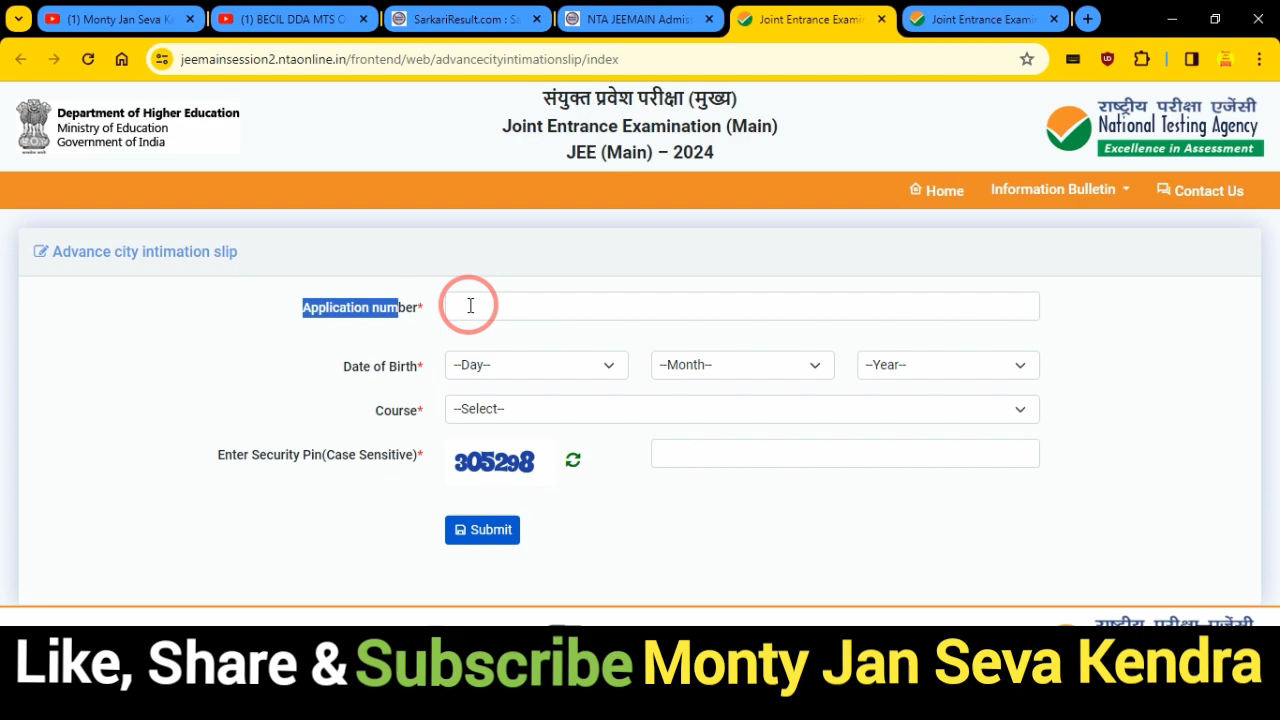 (1) Monty Jan Seva K
(1) BECIL DDA MTS O
SarkariResult.com : Sa
NTA JEEMAIN Admis
Joint Entrance Exami
Joint Entrance Exami
jeemainsession2.ntaonline.in/frontend/web/advancecityintimationslip/index
Department of Higher Education
Ministry of Education
Government of India
संयुक्त प्रवेश परीक्षा (मुख्य)
Joint Entrance Examination (Main)
JEE (Main) – 2024
राष्ट्रीय परीक्षा एजेंसी
National Testing Agency
Excellence in Assessment
Home
Information Bulletin
Contact Us
Advance city intimation slip
Application number*
Date of Birth*
--Day--
--Month--
--Year--
Course*
--Select--
Enter Security Pin(Case Sensitive)*
305298
Submit
Like, Share & Subscribe Monty Jan Seva Kendra